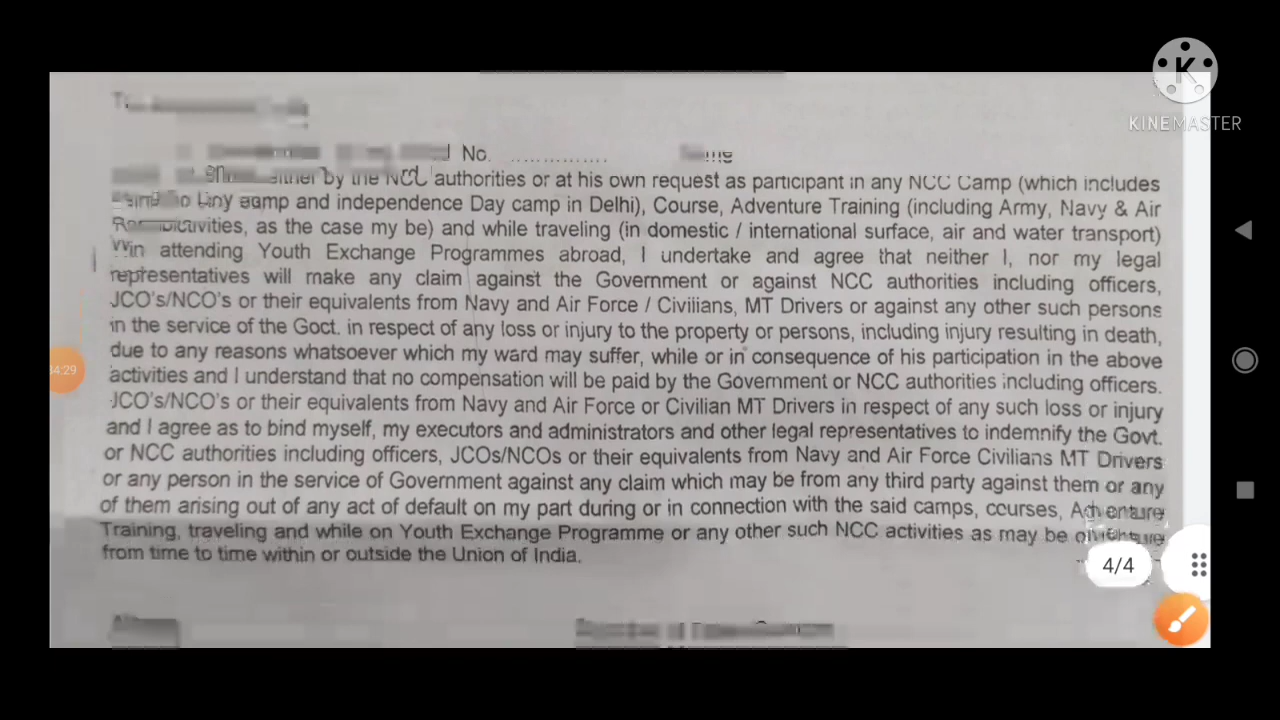 KINEMASTER
No. ..............
by the NCC authorities or at his own request as participant in any NCC Camp (which includes
camp and independence Day camp in Delhi), Course, Adventure Training (including Army, Navy & Air
as the case my be) and while traveling (in domestic / international surface, air and water transport)
attending Youth Exchange Programmes abroad, I undertake and agree that neither I, nor my legal
representatives will make any claim against the Government or against NCC authorities including officers,
JCO's/NCO's or their equivalents from Navy and Air Force / Civilians, MT Drivers or against any other such persons
in the service of the Goct. in respect of any loss or injury to the property or persons, including injury resulting in death,
34:29
due to any reasons whatsoever which my ward may suffer, while or in consequence of his participation in the above
activities and I understand that no compensation will be paid by the Government or NCC authorities including officers.
JCO's/NCO's or their equivalents from Navy and Air Force or Civilian MT Drivers in respect of any such loss or injury
and I agree as to bind myself, my executors and administrators and other legal representatives to indemnify the Govt.
or NCC authorities including officers, JCOs/NCOs or their equivalents from Navy and Air Force Civilians MT Drivers
or any person in the service of Government against any claim which may be from any third party against them or any
of them arising out of any act of default on my part during or in connection with the said camps, courses, Adventure
Training, traveling and while on Youth Exchange Programme or any other such NCC activities as may be
from time to time within or outside the Union of India.
4/4